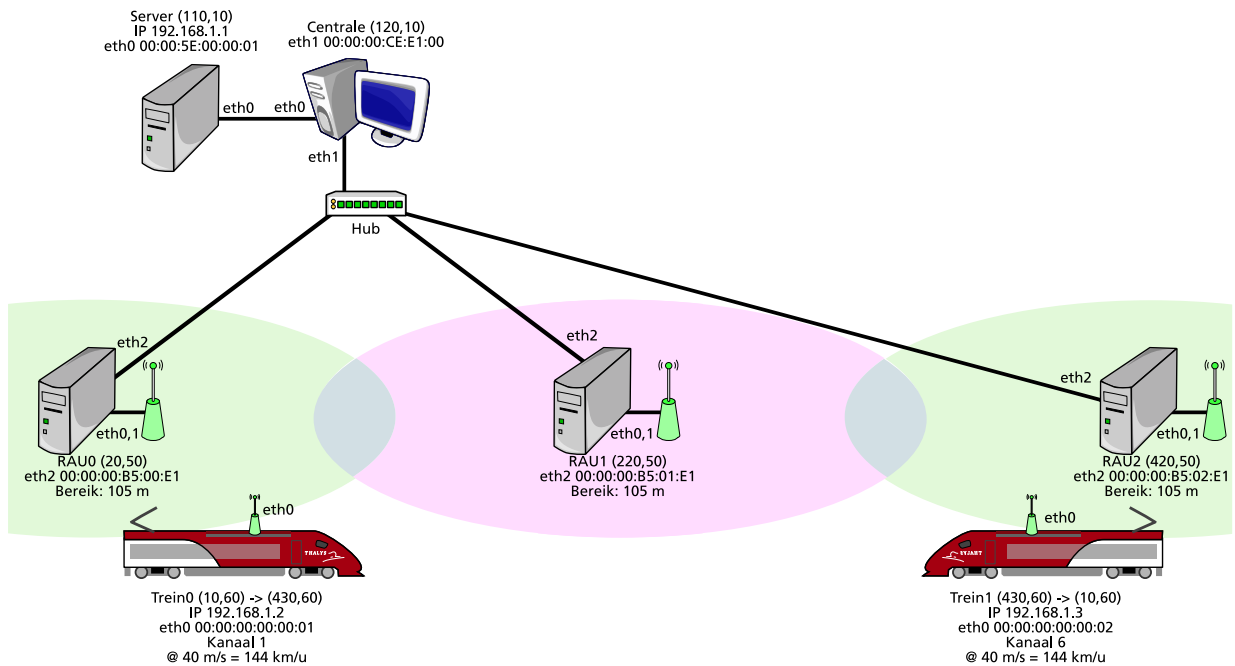 Server (110,10)
IP 192.168.1.1
eth0 00:00:5E:00:00:01
Centrale (120,10)
eth1 00:00:00:CE:E1:00
eth0
eth0
eth1
Hub
eth2
eth0,1
RAU0 (20,50)
eth2 00:00:00:B5:00:E1
Bereik: 105 m
eth2
eth0,1
RAU1 (220,50)
eth2 00:00:00:B5:01:E1
Bereik: 105 m
eth2
eth0,1
RAU2 (420,50)
eth2 00:00:00:B5:02:E1
Bereik: 105 m
eth0
THALYS
Trein0 (10,60) -> (430,60)
IP 192.168.1.2
eth0 00:00:00:00:00:01
Kanaal 1
@ 40 m/s = 144 km/u
eth0
SYJAHT
Trein1 (430,60) -> (10,60)
IP 192.168.1.3
eth0 00:00:00:00:00:02
Kanaal 6
@ 40 m/s = 144 km/u